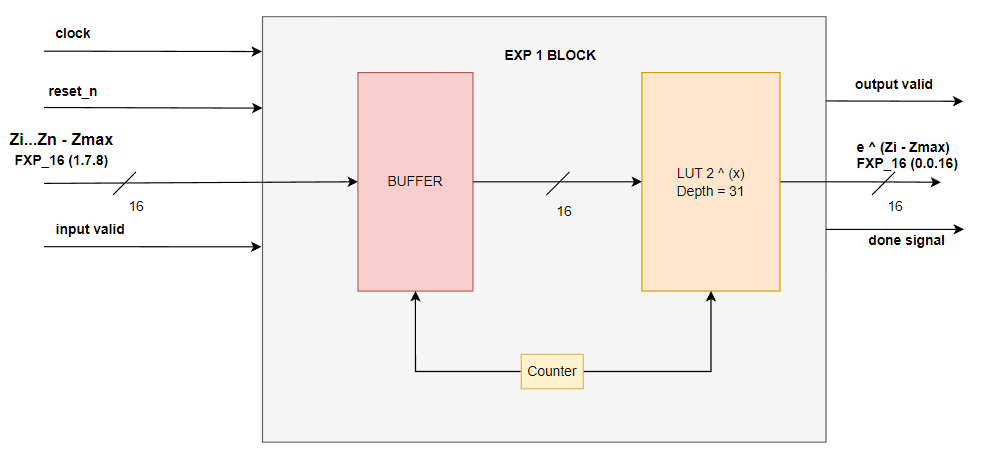 clock
EXP 1 BLOCK
reset_n
output valid
Zi...Zn - Zmax
FXP_16 (1.7.8)
e ^ (Zi - Zmax)
FXP_16 (0.0.16)
BUFFER
LUT 2 ^ (x)
Depth = 31
16
16
16
input valid
done signal
Counter